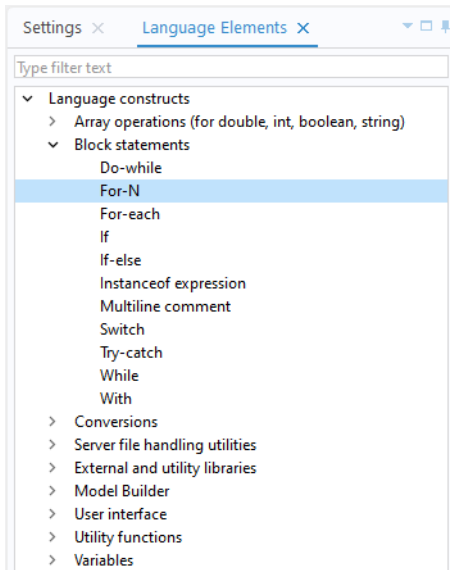 Settings Language Elements
Type filter text
Language constructs
Array operations (for double, int, boolean, string)
Block statements
Do-while
For-N
For-each
If
If-else
Instanceof expression
Multiline comment
Switch
Try-catch
While
With
Conversions
Server file handling utilities
External and utility libraries
Model Builder
User interface
Utility functions
Variables